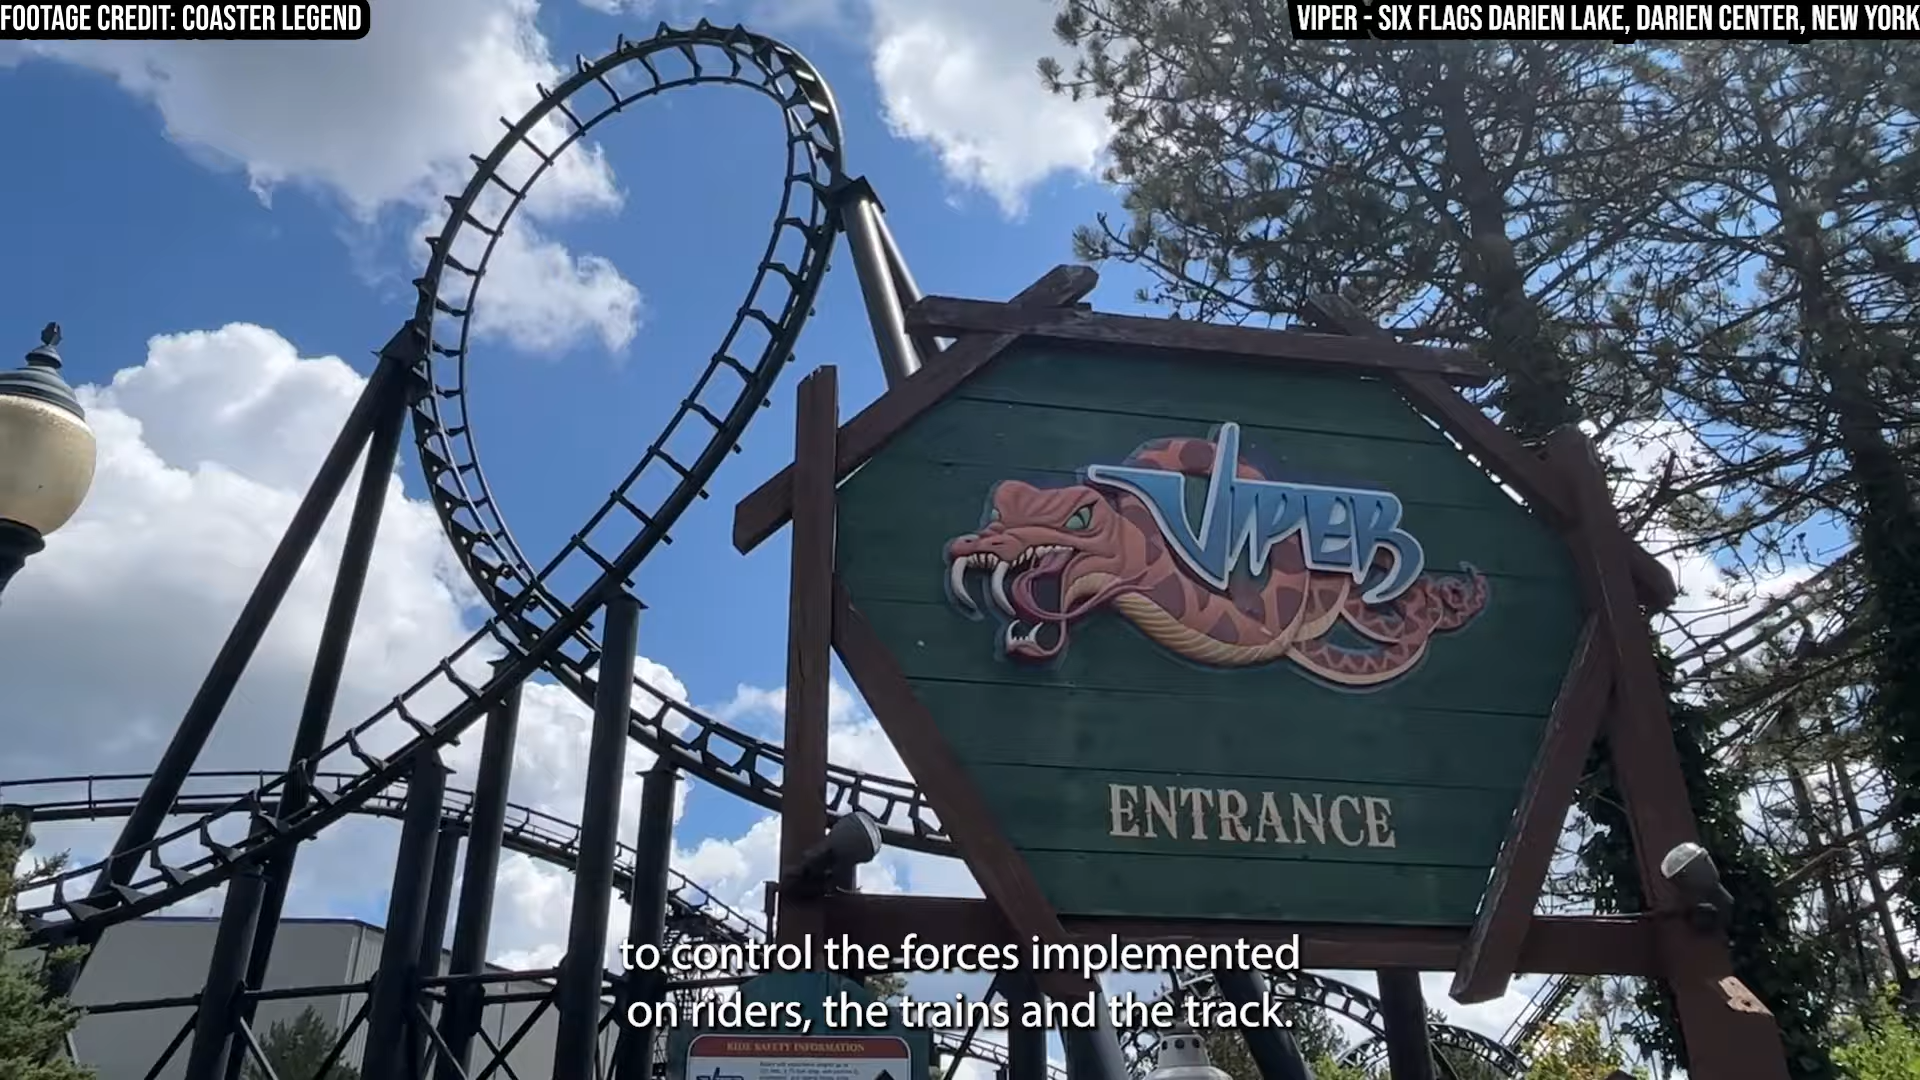 FOOTAGE CREDIT: COASTER LEGEND
VIPER - SIX FLAGS DARIEN LAKE, DARIEN CENTER, NEW YORK
VIPER
ENTRANCE
to control the forces implemented
on riders, the trains and the track.
RIDE SAFETY INFORMATION